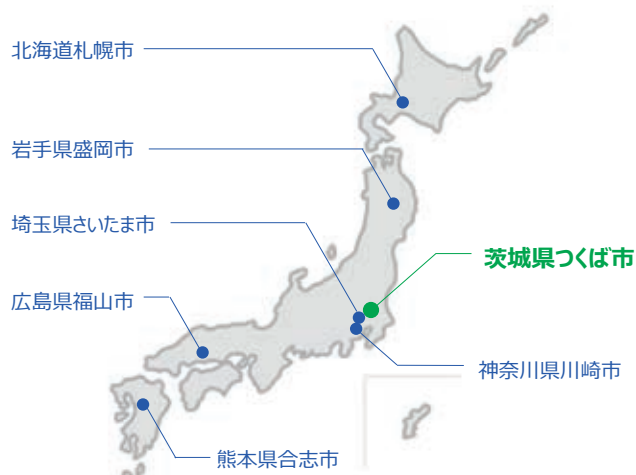 北海道札幌市
岩手県盛岡市
埼玉県さいたま市
茨城県つくば市
広島県福山市
神奈川県川崎市
熊本県合志市